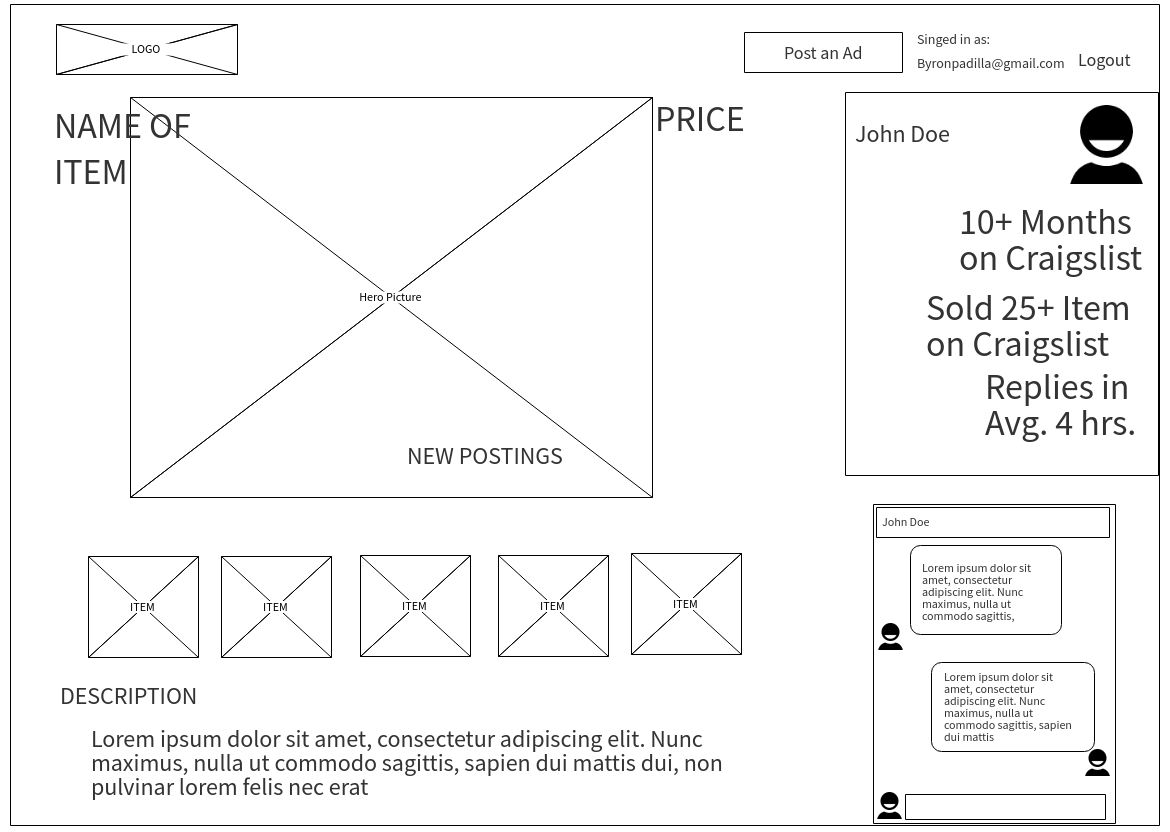 LOGO
Post an Ad
Singed in as:
Byronpadilla@gmail.com
Logout
NAME OF
ITEM
PRICE
Hero Picture
NEW POSTINGS
John Doe
10+ Months
on Craigslist
Sold 25+ Item
on Craigslist
Replies in
Avg. 4 hrs.
ITEM
ITEM
ITEM
ITEM
ITEM
DESCRIPTION
Lorem ipsum dolor sit amet, consectetur adipiscing elit. Nunc
maximus, nulla ut commodo sagittis, sapien dui mattis dui, non
pulvinar lorem felis nec erat
John Doe
Lorem ipsum dolor sit
amet, consectetur
adipiscing elit. Nunc
maximus, nulla ut
commodo sagittis,
Lorem ipsum dolor sit
amet, consectetur
adipiscing elit. Nunc
maximus, nulla ut
commodo sagittis, sapien
dui mattis